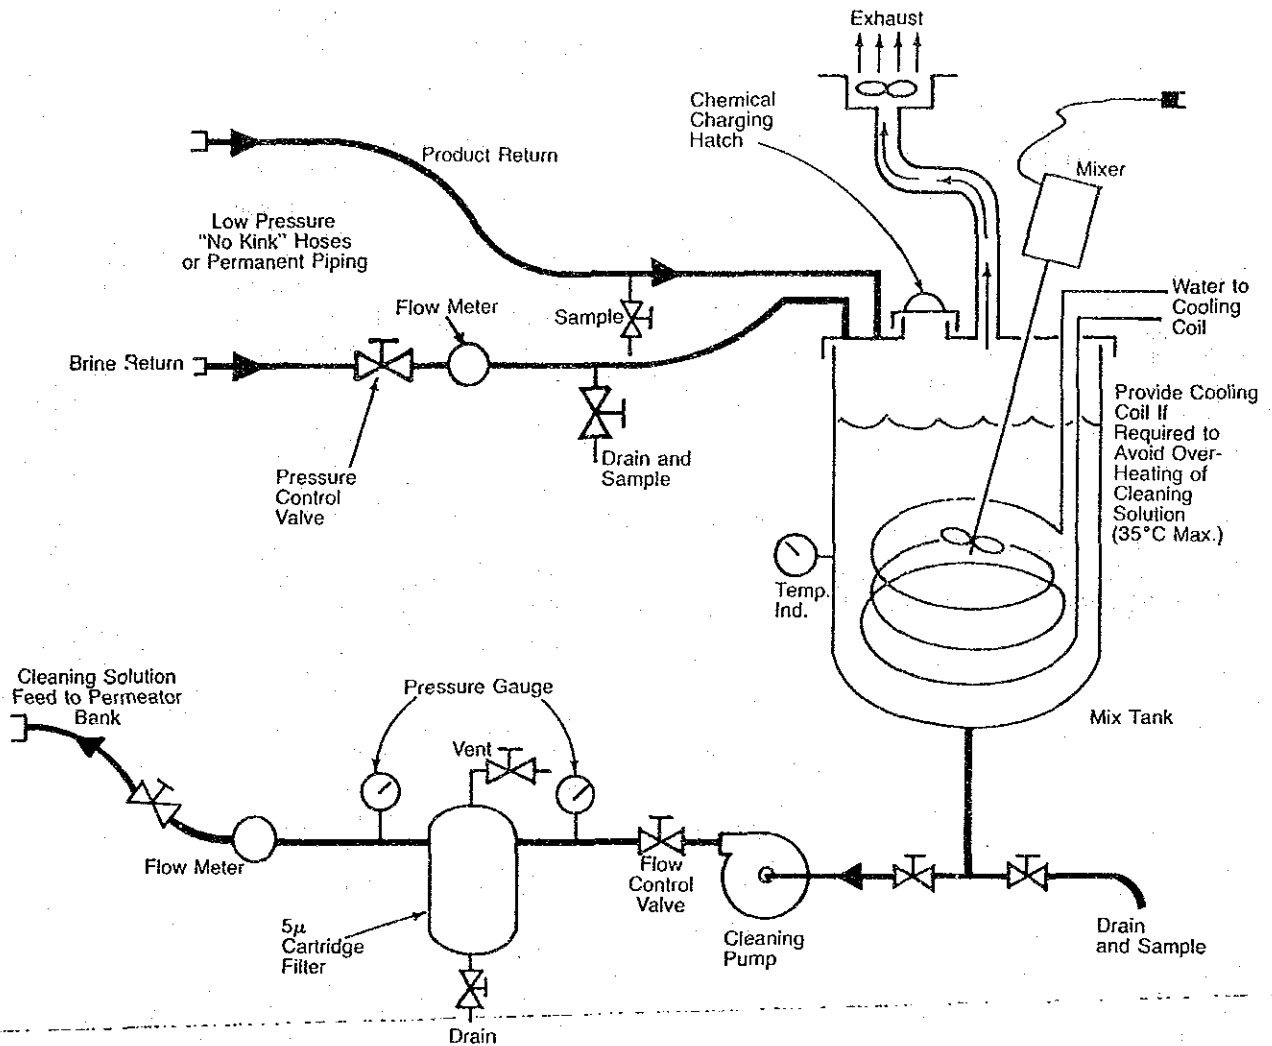 Exhaust
Chemical
Charging
Hatch
Mixer
Product Return
Low Pressure
"No Kink" Hoses
or Permanent Piping
Water to
Cooling
Coil
Flow Meter
Sample
Brine Return
Provide Cooling
Coil If
Required to
Avoid Over-
Heating of
Cleaning
Solution
(35°C Max.)
Drain and
Sample
Pressure
Control
Valve
Temp.
Ind.
Cleaning Solution
Feed to Permeator
Bank
Pressure Gauge
Mix Tank
Vent
Flow Meter
Flow
Control
Valve
5μ
Cartridge
Filter
Cleaning
Pump
Drain
and Sample
Drain